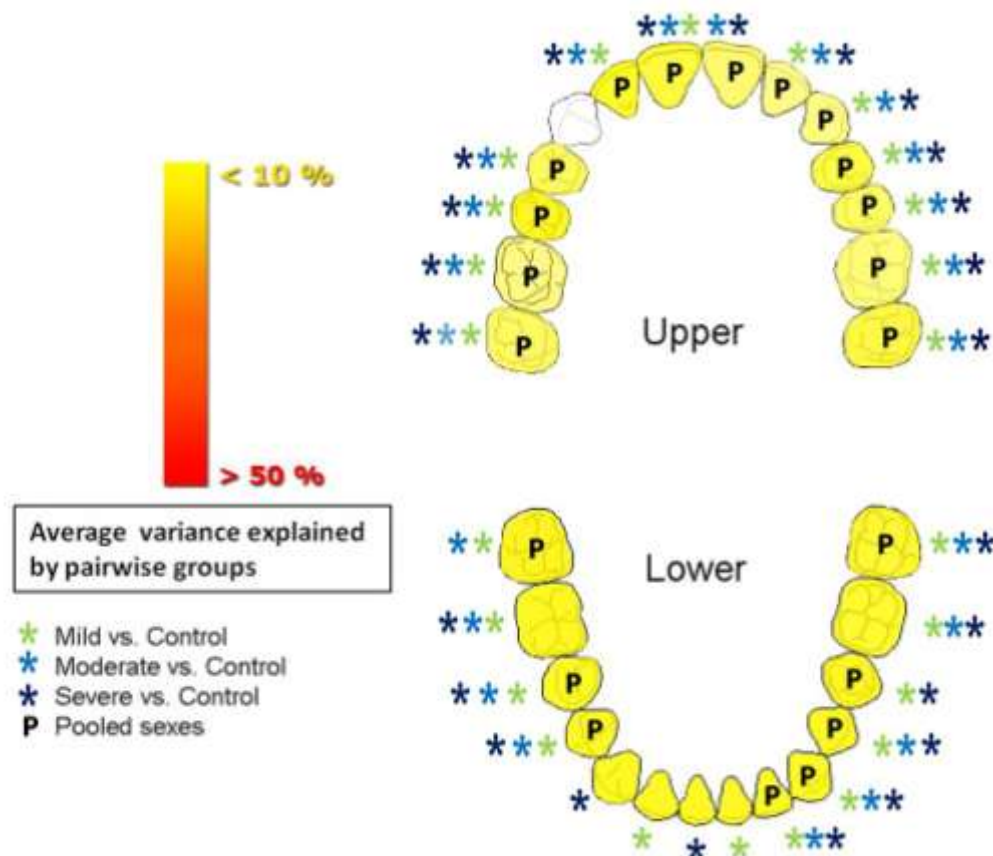 P P P P
P
P P
P P
P P
P P
Upper
< 10 %
> 50 %
Average variance explained
by pairwise groups
* Mild vs. Control
* Moderate vs. Control
* Severe vs. Control
P Pooled sexes
P P
Lower
P P
P P
P P